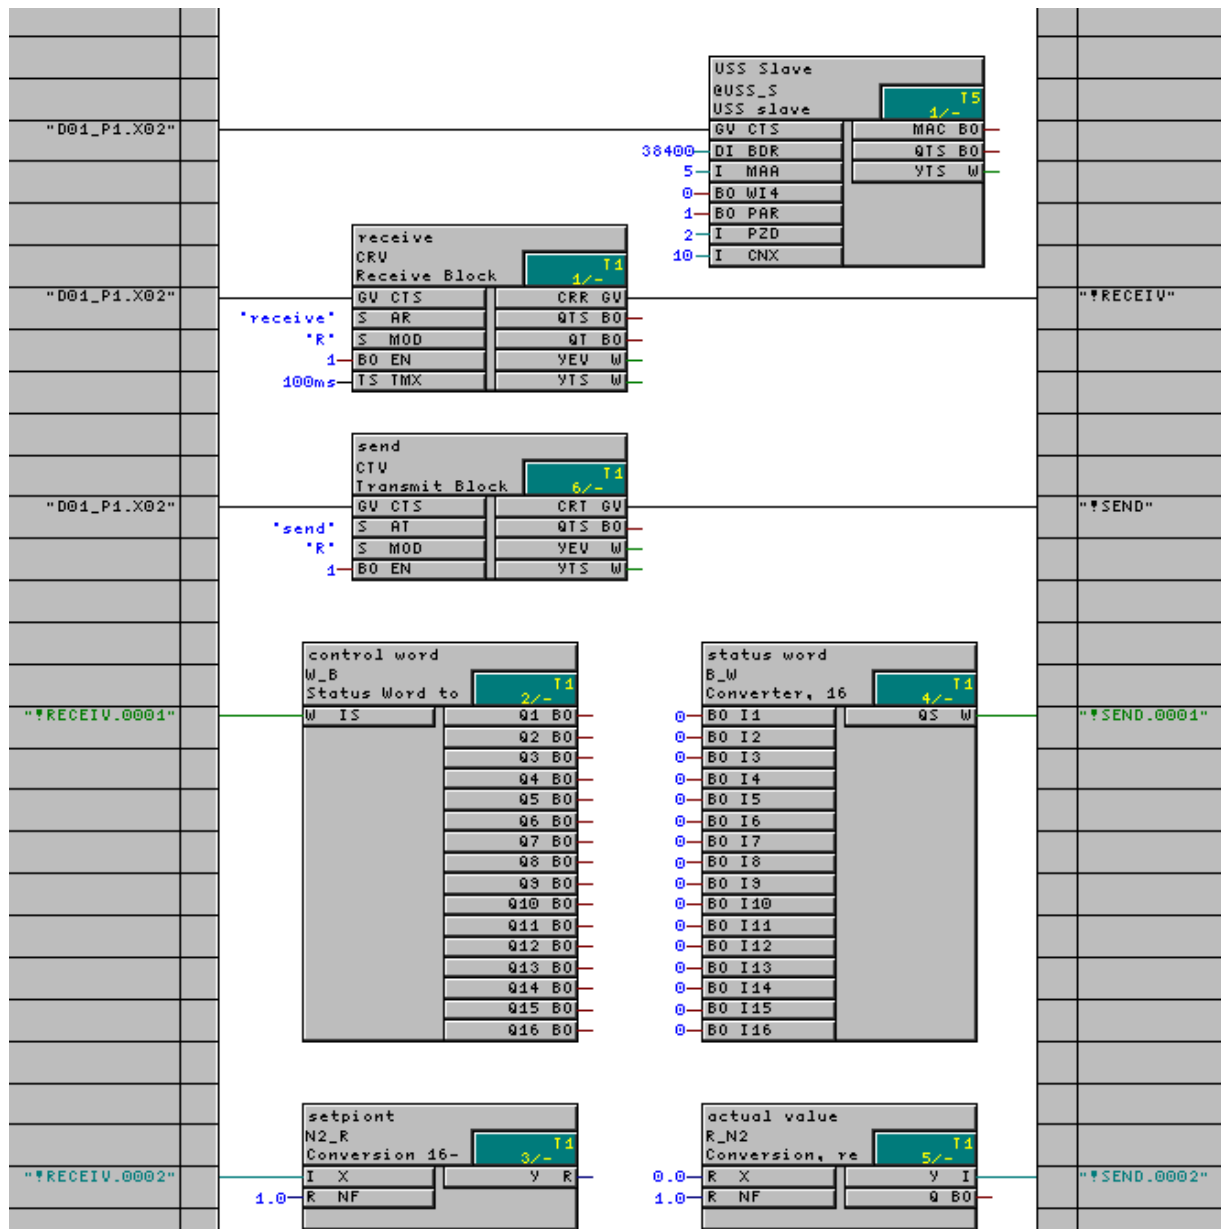 USS Slave
@USS_S
USS slave
T5
1/-
"D01_P1.X02"
GV CTS
MAC BO
38400
DI BDR
QTS BO
5
I MAA
YTS W
0
BO WI4
1
BO PAR
2
I PZD
10
I CNX
receive
CRV
Receive Block
T1
1/-
"D01_P1.X02"
GV CTS
CRR GV
"!RECEIV"
'receive'
S AR
QTS BO
'R'
S MOD
QT BO
1
BO EN
YEV W
100ms
TS TMX
YTS W
send
CTV
Transmit Block
T1
6/-
"D01_P1.X02"
GV CTS
CRT GV
"!SEND"
'send'
S AT
QTS BO
'R'
S MOD
YEV W
1
BO EN
YTS W
control word
W_B
Status Word to
T1
2/-
status word
B_W
Converter, 16
T1
4/-
"!RECEIV.0001"
W IS
Q1 BO
0
BO I1
QS W
"!SEND.0001"
Q2 BO
0
BO I2
Q3 BO
0
BO I3
Q4 BO
0
BO I4
Q5 BO
0
BO I5
Q6 BO
0
BO I6
Q7 BO
0
BO I7
Q8 BO
0
BO I8
Q9 BO
0
BO I9
Q10 BO
0
BO I10
Q11 BO
0
BO I11
Q12 BO
0
BO I12
Q13 BO
0
BO I13
Q14 BO
0
BO I14
Q15 BO
0
BO I15
Q16 BO
0
BO I16
setpiont
N2_R
Conversion 16-
T1
3/-
actual value
R_N2
Conversion, re
T1
5/-
"!RECEIV.0002"
I X
Y R
0.0
R X
Y I
"!SEND.0002"
1.0
R NF
1.0
R NF
Q BO